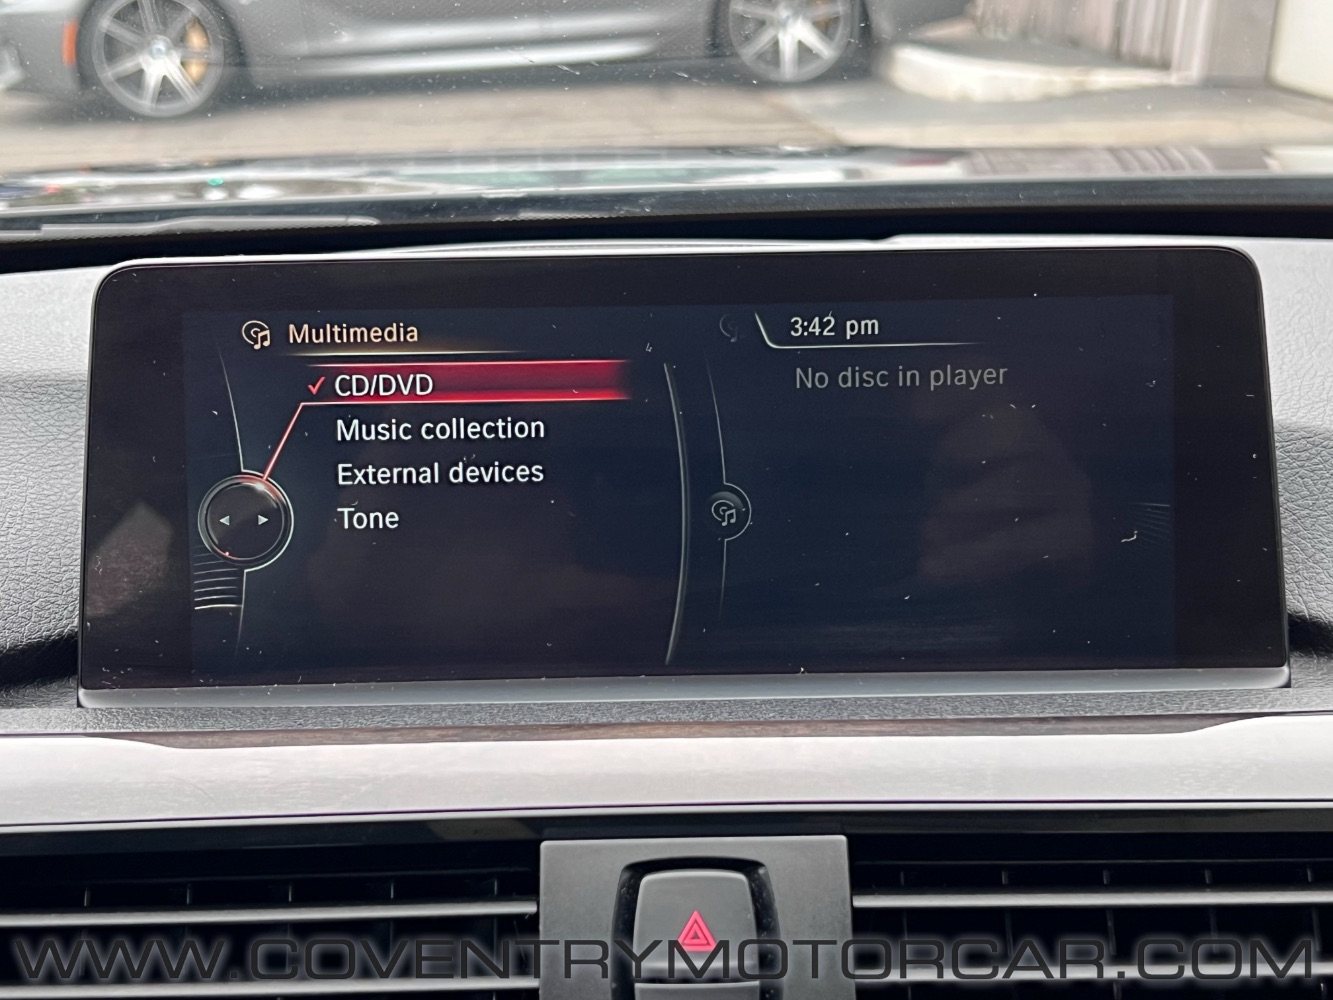 Multimedia
CD/DVD
Music collection
External devices
Tone
3:42 pm
No disc in player
WWW.COVENTRYMOTORCAR.COM